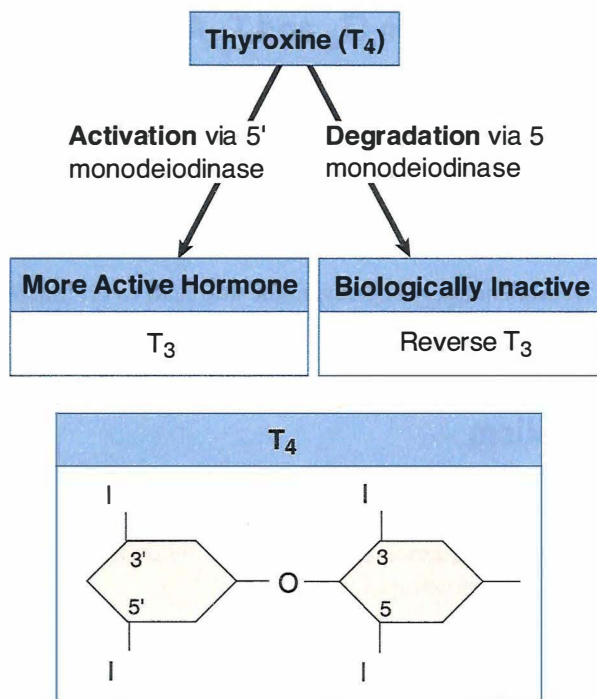 Thyroxine (T4)
Activation via 5'
monodeiodinase
Degradation via 5
monodeiodinase
More Active Hormone
T3
Biologically Inactive
Reverse T3
T4
I
I
3'
3
O
5'
5
I
I